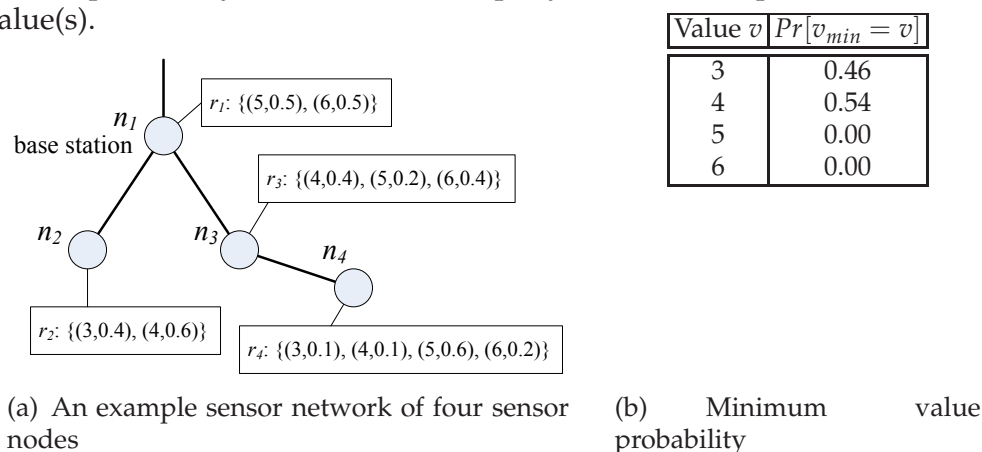 alue(s).
Value v Pr[v_min = v]
3 0.46
4 0.54
5 0.00
6 0.00
r1: {(5,0.5), (6,0.5)}
n1
base station
r3: {(4,0.4), (5,0.2), (6,0.4)}
n2
n3
n4
r2: {(3,0.4), (4,0.6)}
r4: {(3,0.1), (4,0.1), (5,0.6), (6,0.2)}
(a) An example sensor network of four sensor
nodes
(b) Minimum value
probability